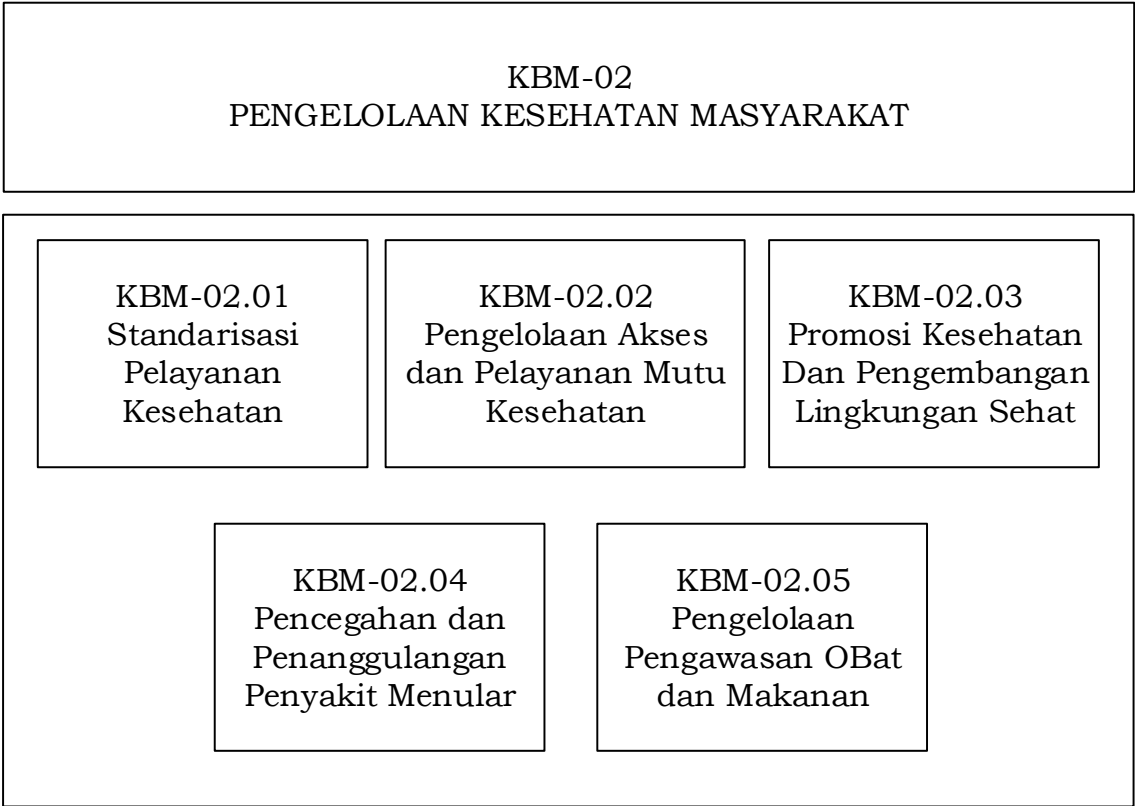 KBM-02
PENGELOLAAN KESEHATAN MASYARAKAT
KBM-02.01
Standarisasi
Pelayanan
Kesehatan
KBM-02.02
Pengelolaan Akses
dan Pelayanan Mutu
Kesehatan
KBM-02.03
Promosi Kesehatan
Dan Pengembangan
Lingkungan Sehat
KBM-02.04
Pencegahan dan
Penanggulangan
Penyakit Menular
KBM-02.05
Pengelolaan
Pengawasan OBat
dan Makanan